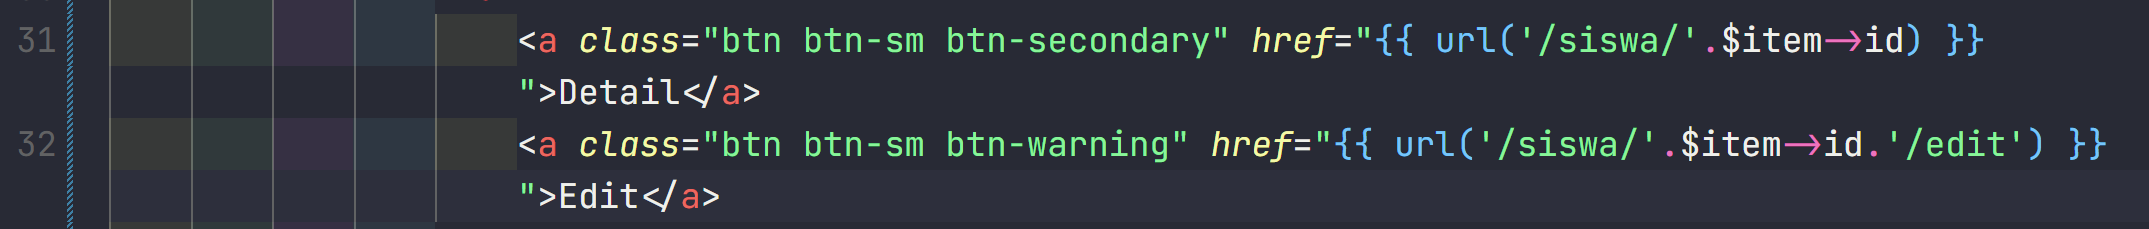 31 <a class="btn btn-sm btn-secondary" href="{{ url('/siswa/'.$item->id) }}
">Detail</a>
32 <a class="btn btn-sm btn-warning" href="{{ url('/siswa/'.$item->id.'/edit') }}
">Edit</a>